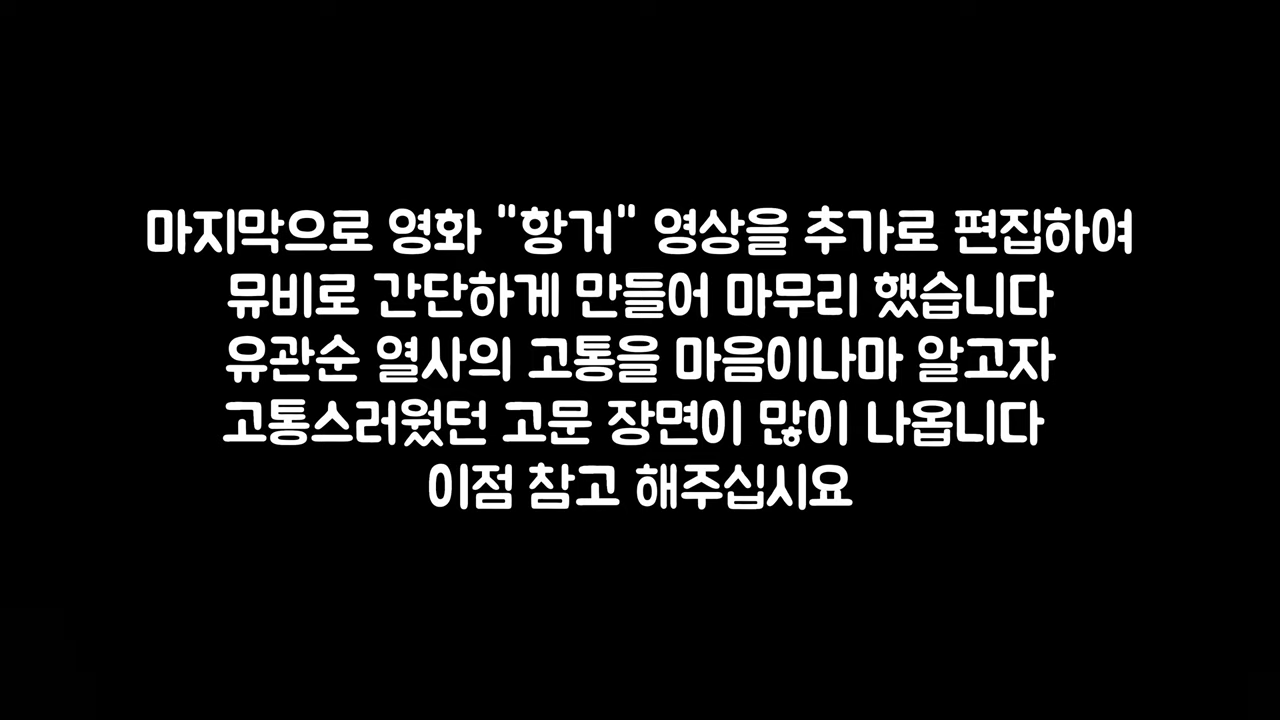 마지막으로 영화 "항거" 영상을 추가로 편집하여
뮤비로 간단하게 만들어 마무리 했습니다
유관순 열사의 고통을 마음이나마 알고자
고통스러웠던 고문 장면이 많이 나옵니다
이점 참고 해주십시요